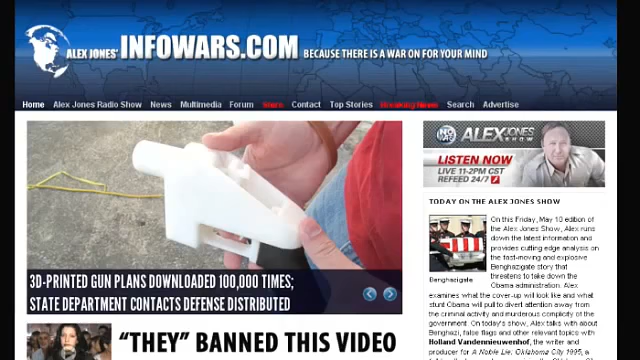 ALEX JONES' INFOWARS.COM BECAUSE THERE IS A WAR ON FOR YOUR MIND
Home Alex Jones Radio Show News Multimedia Forum Store Contact Top Stories Breaking News Search Advertise
3D-PRINTED GUN PLANS DOWNLOADED 100,000 TIMES;
STATE DEPARTMENT CONTACTS DEFENSE DISTRIBUTED
"THEY" BANNED THIS VIDEO
ALEX JONES
SHOW
LISTEN NOW
LIVE 11-2PM CST
REFEED 24/7
TODAY ON THE ALEX JONES SHOW
On this Friday, May 10 edition of
the Alex Jones Show, Alex runs
down the latest information and
provides cutting edge analysis on
the fast-moving and explosive
Benghazigate story that
threatens to take down the
Obama administration. Alex
Benghazigate
examines what the cover-up will look like and what
stunt Obama will pull to divert attention away from
the criminal activity and murderous complicity of the
government. On today's show, Alex talks with about
Benghazi, false flags and other relevant topics with
Holland Vandennieuwenhof, the writer and
producer for A Noble Lie: Oklahoma City 1995, a